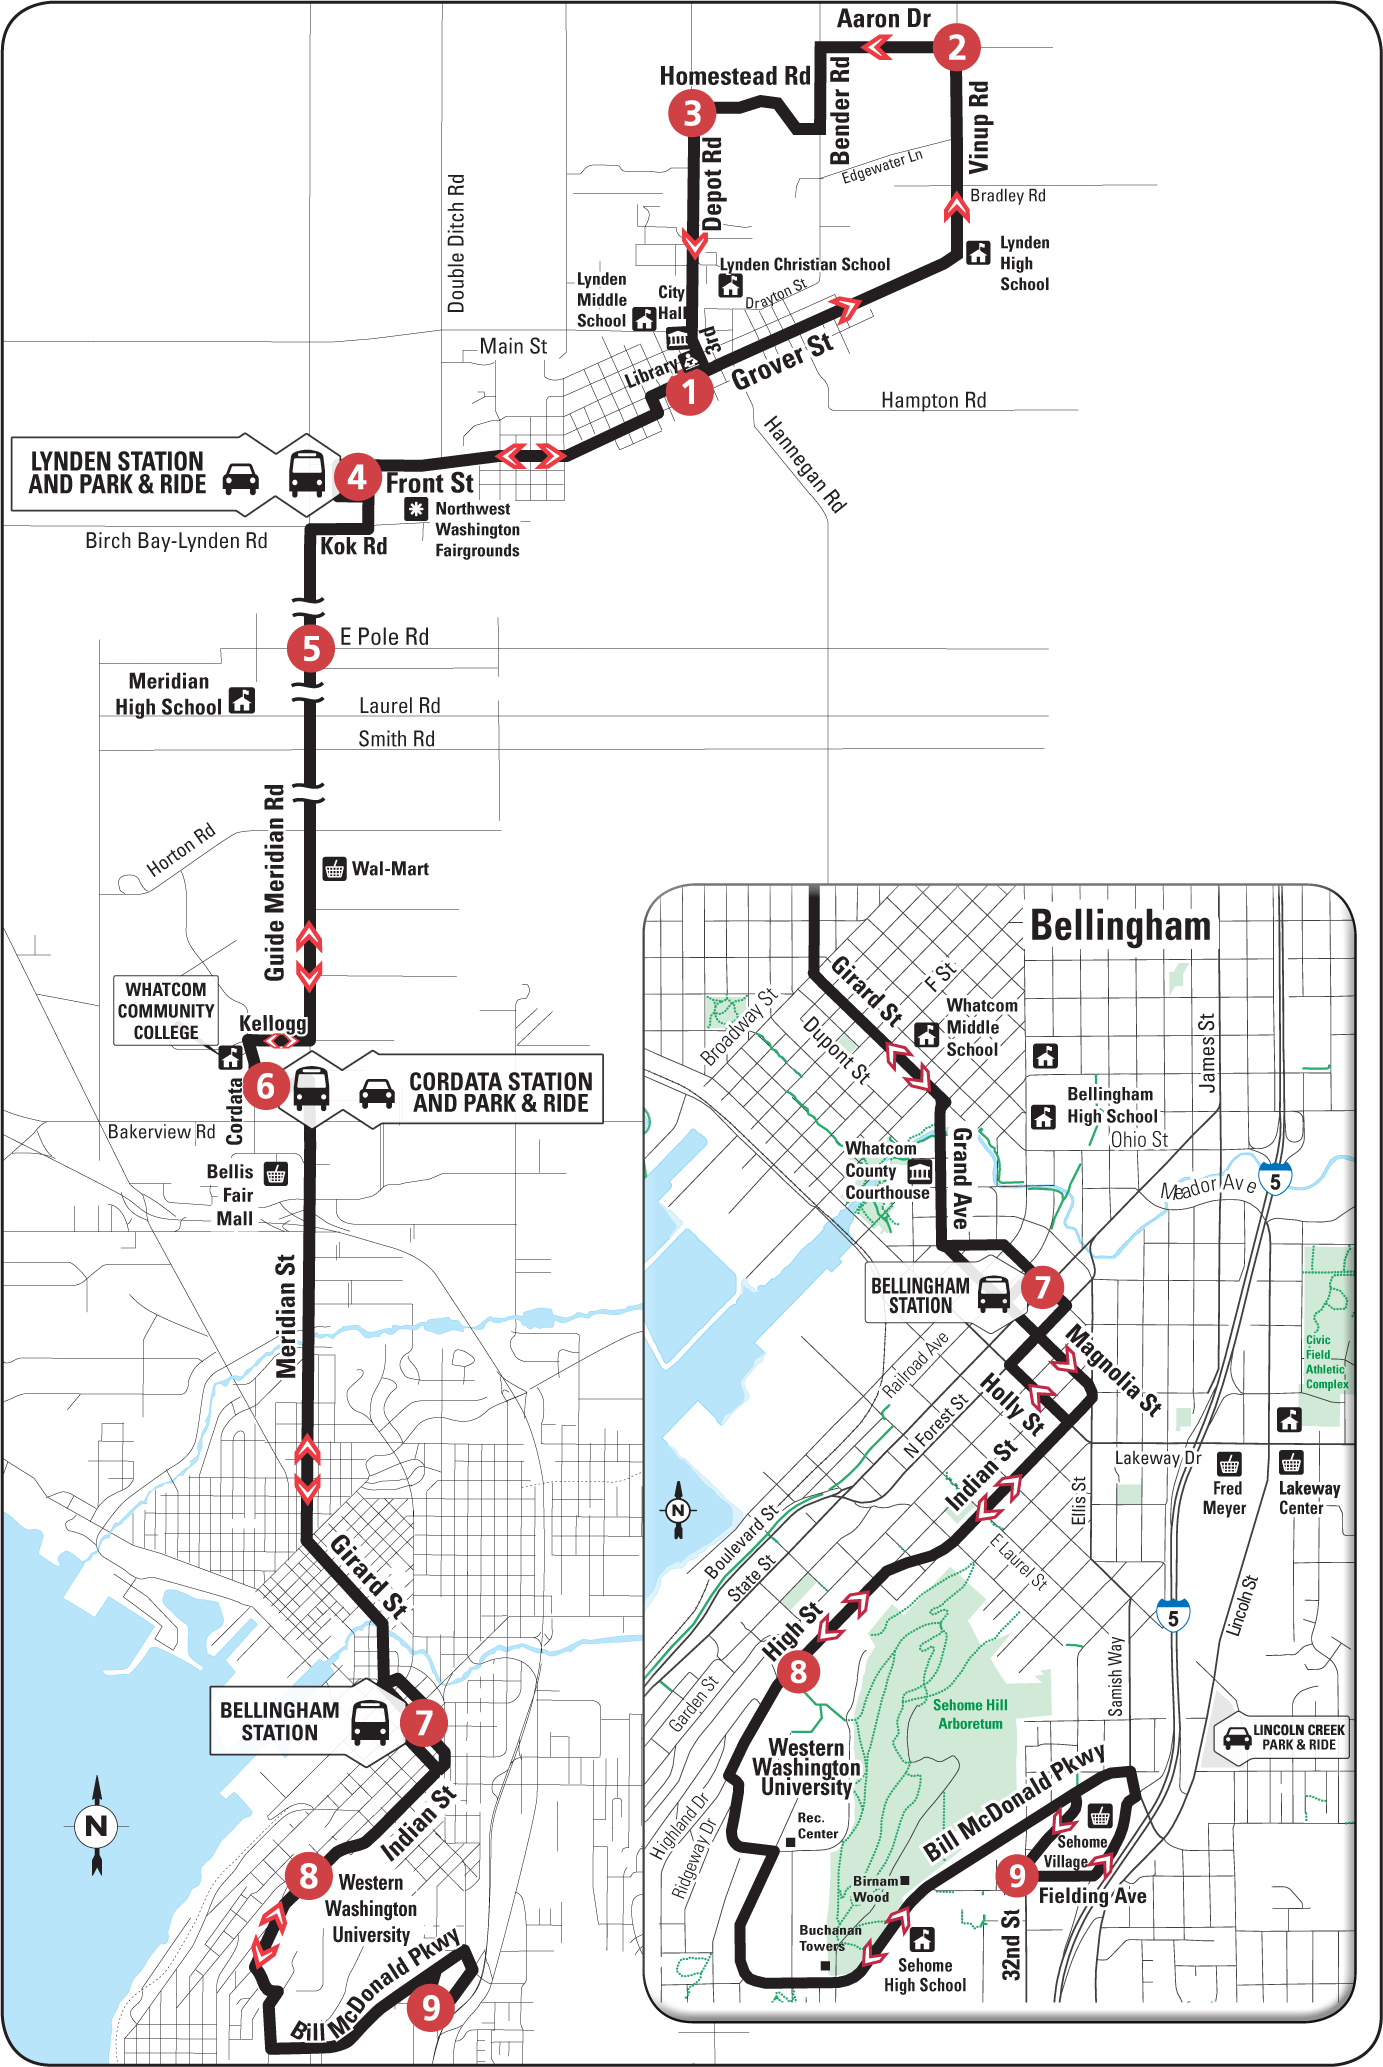 Aaron Dr
2
Homestead Rd
3
Bender Rd
Vinup Rd
Depot Rd
Edgewater Ln
Bradley Rd
Double Ditch Rd
Lynden
High
School
Lynden Christian School
Lynden
Middle
School
City
Hall
Drayton St
3rd
Main St
Library
1
Grover St
Hampton Rd
Hannegan Rd
LYNDEN STATION
AND PARK & RIDE
4
Front St
Northwest
Washington
Fairgrounds
Birch Bay-Lynden Rd
Kok Rd
5
E Pole Rd
Meridian
High School
Laurel Rd
Smith Rd
Guide Meridian Rd
Horton Rd
Wal-Mart
WHATCOM
COMMUNITY
COLLEGE
Kellogg
6
Cordata
CORDATA STATION
AND PARK & RIDE
Bakerview Rd
Bellis
Fair
Mall
Meridian St
Girard St
BELLINGHAM
STATION
7
Indian St
N
8
Western
Washington
University
Bill McDonald Pkwy
9
Bellingham
Girard St
F St
Whatcom
Middle
School
Broadway St
Dupont St
James St
Bellingham
High School
Ohio St
Whatcom
County
Courthouse
Grand Ave
Meador Ave
5
BELLINGHAM
STATION
7
Magnolia St
Civic
Field
Athletic
Complex
Railroad Ave
Holly St
N Forest St
Indian St
Lakeway Dr
Fred
Meyer
Lakeway
Center
Ellis St
N
Boulevard St
State St
E Laurel St
High St
5
Lincoln St
8
Samish Way
Garden St
Sehome Hill
Arboretum
LINCOLN CREEK
PARK & RIDE
Western
Washington
University
Bill McDonald Pkwy
Highland Dr
Ridgeway Dr
Rec.
Center
Sehome
Village
9
Fielding Ave
Birnam
Wood
32nd St
Buchanan
Towers
Sehome
High School